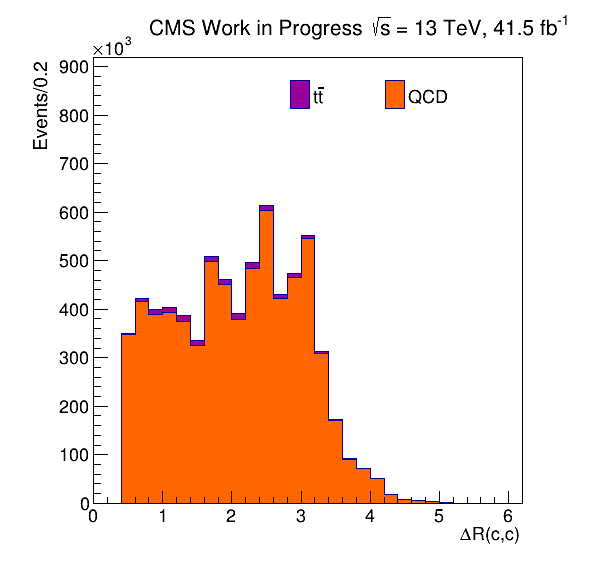 CMS Work in Progress √s = 13 TeV, 41.5 fb⁻¹
×10³
Events/0.2
900
800
700
600
500
400
300
200
100
0
tt̄
QCD
0 1 2 3 4 5 6
ΔR(c,c)